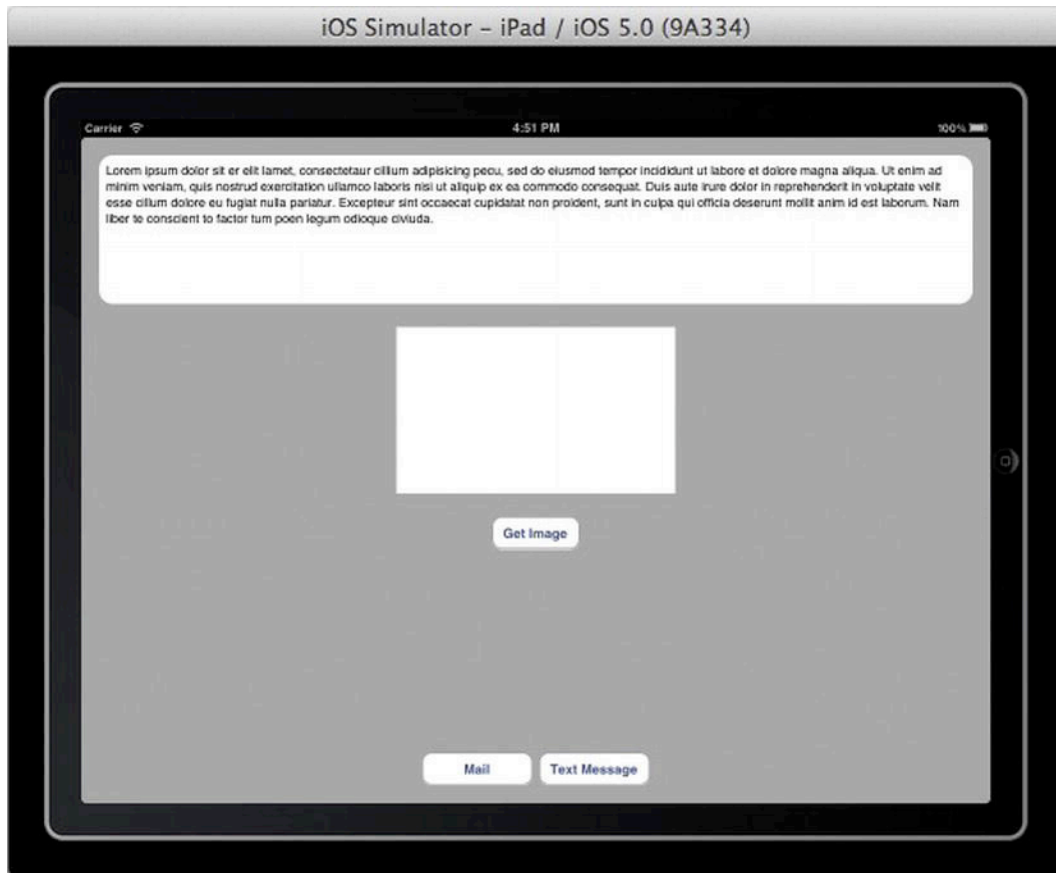 iOS Simulator – iPad / iOS 5.0 (9A334)
Carrier 4:51 PM 100%
Lorem ipsum dolor sit er elit lamet, consectetaur cillium adipisicing pecu, sed do eiusmod tempor incididunt ut labore et dolore magna aliqua. Ut enim ad
minim veniam, quis nostrud exercitation ullamco laboris nisi ut aliquip ex ea commodo consequat. Duis aute irure dolor in reprehenderit in voluptate velit
esse cillum dolore eu fugiat nulla pariatur. Excepteur sint occaecat cupidatat non proident, sunt in culpa qui officia deserunt mollit anim id est laborum. Nam
liber te conscient to factor tum poen legum odioque civiuda.
Get Image
Mail Text Message